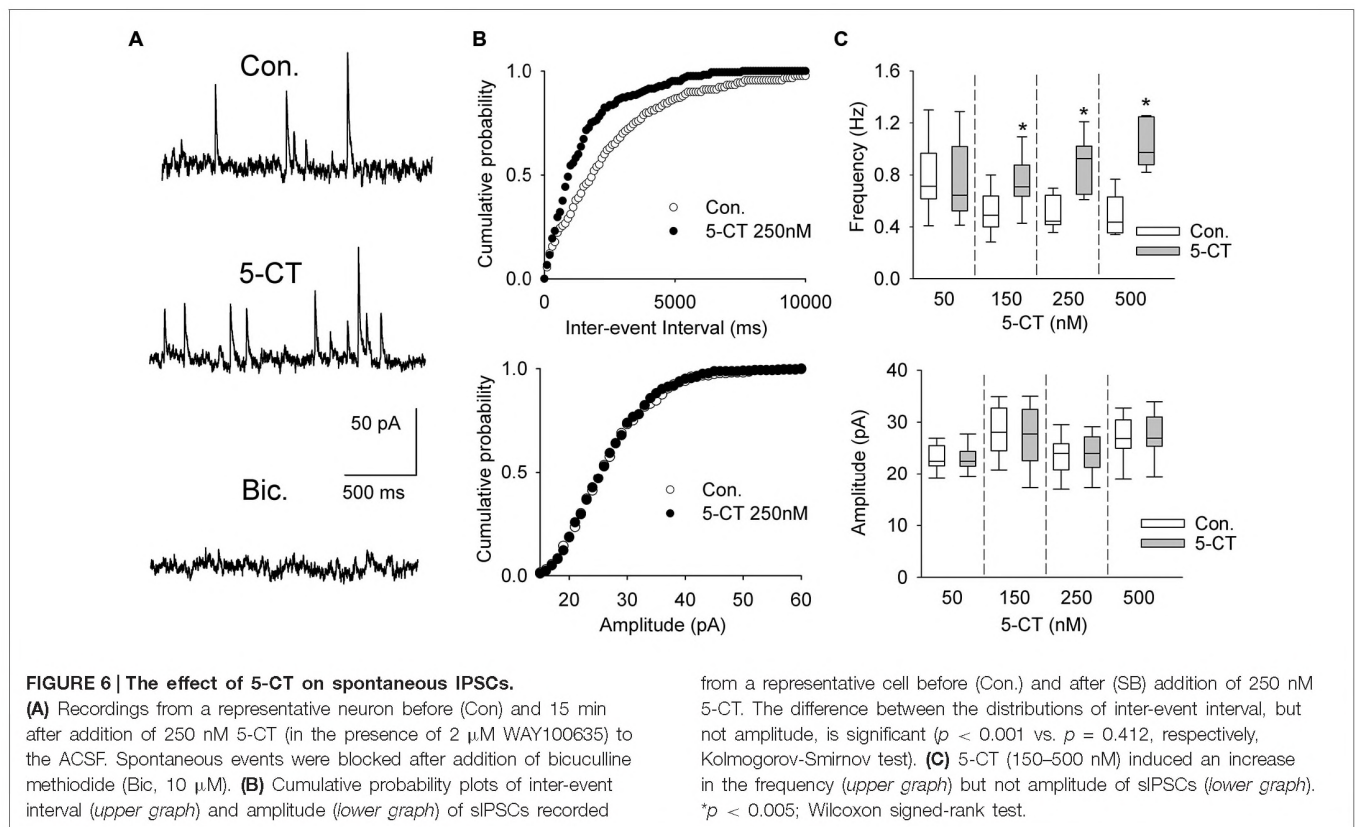 A
Con.
5-CT
50 pA
500 ms
Bic.
B
Cumulative probability
1.0
0.5
0.0
Con.
5-CT 250nM
0
5000
10000
Inter-event Interval (ms)
Cumulative probability
1.0
0.5
0.0
Con.
5-CT 250nM
20
30
40
50
60
Amplitude (pA)
C
Frequency (Hz)
1.6
1.2
0.8
0.4
0.0
*
*
*
Con.
5-CT
50
150
250
500
5-CT (nM)
Amplitude (pA)
40
30
20
10
0
Con.
5-CT
50
150
250
500
5-CT (nM)
FIGURE 6 | The effect of 5-CT on spontaneous IPSCs.
(A) Recordings from a representative neuron before (Con) and 15 min
after addition of 250 nM 5-CT (in the presence of 2 μM WAY100635) to
the ACSF. Spontaneous events were blocked after addition of bicuculline
methiodide (Bic, 10 μM). (B) Cumulative probability plots of inter-event
interval (upper graph) and amplitude (lower graph) of sIPSCs recorded
from a representative cell before (Con.) and after (SB) addition of 250 nM
5-CT. The difference between the distributions of inter-event interval, but
not amplitude, is significant (p < 0.001 vs. p = 0.412, respectively,
Kolmogorov-Smirnov test). (C) 5-CT (150–500 nM) induced an increase
in the frequency (upper graph) but not amplitude of sIPSCs (lower graph).
*p < 0.005; Wilcoxon signed-rank test.